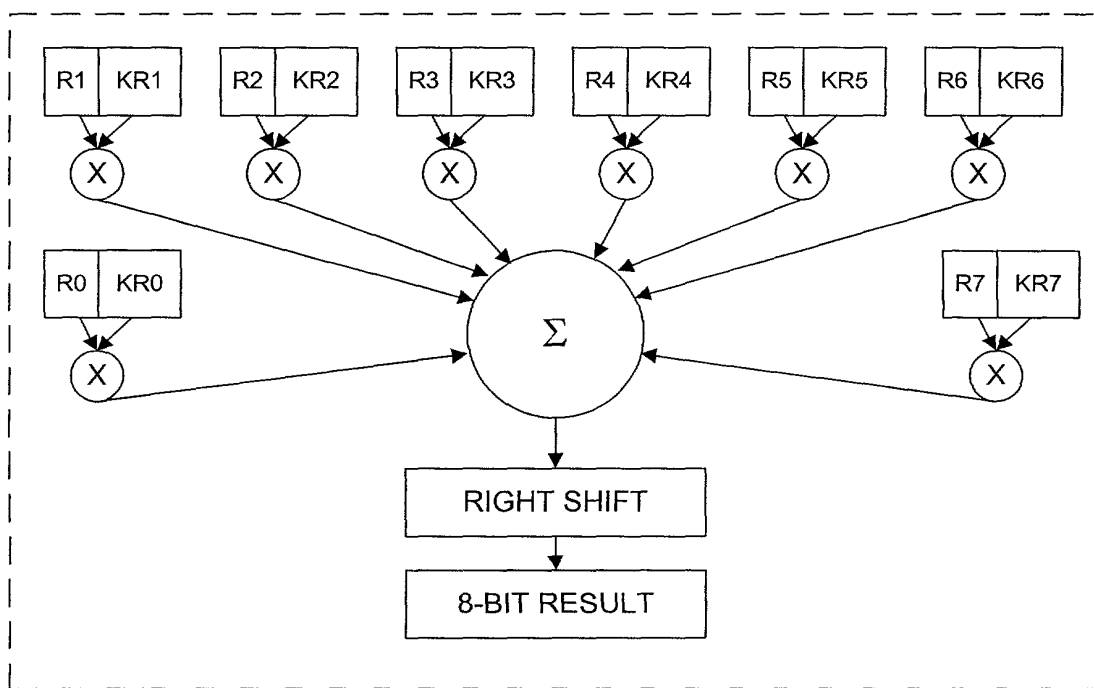 R1 KR1 R2 KR2 R3 KR3 R4 KR4 R5 KR5 R6 KR6
X X X X X X
R0 KR0 R7 KR7
Σ
X X
RIGHT SHIFT
8-BIT RESULT